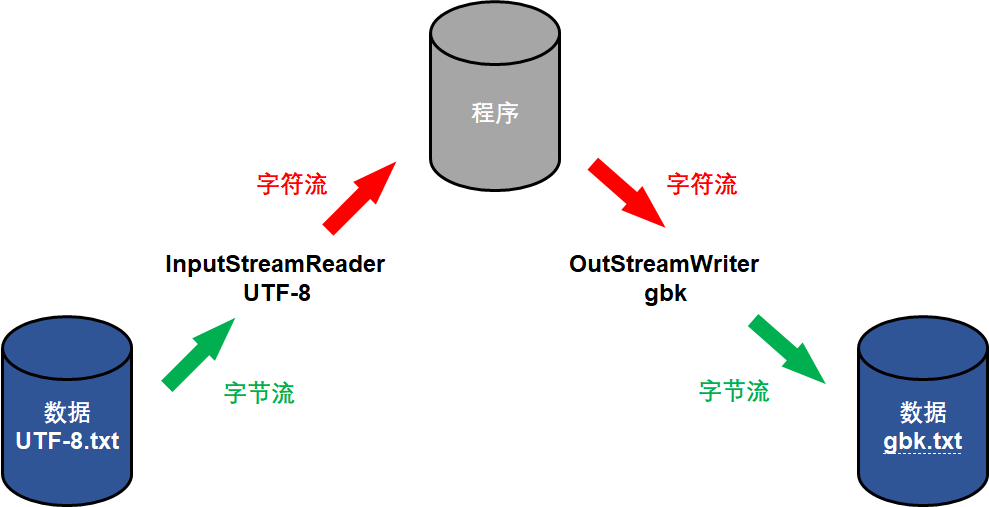 程序
字符流
字符流
InputStreamReader
UTF-8
OutStreamWriter
gbk
字节流
字节流
数据
UTF-8.txt
数据
gbk.txt